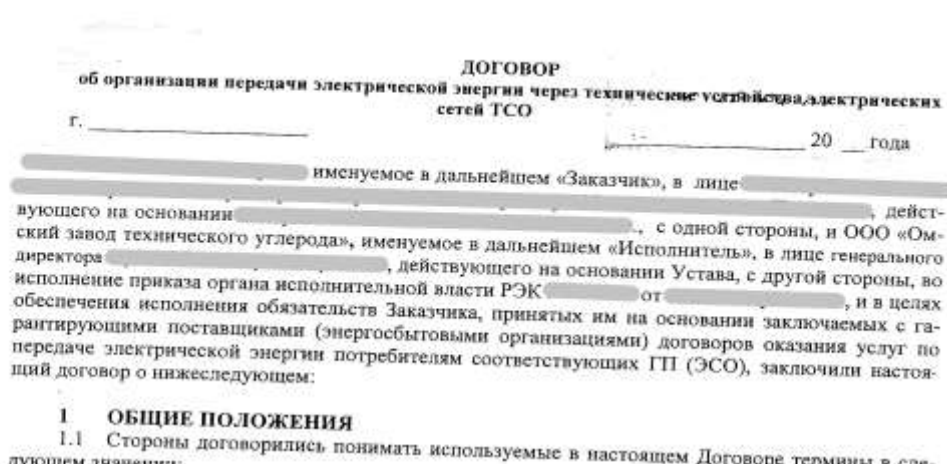 ДОГОВОР
об организации передачи электрической энергии через технические устройства электрических
сетей ТСО
г. 20 года
именуемое в дальнейшем «Заказчик», в лице
, дейст-
вующего на основании ., с одной стороны, и ООО «Ом-
ский завод технического углерода», именуемое в дальнейшем «Исполнитель», в лице генерального
директора , действующего на основании Устава, с другой стороны, во
исполнение приказа органа исполнительной власти РЭК от , и в целях
обеспечения исполнения обязательств Заказчика, принятых им на основании заключаемых с га-
рантирующими поставщиками (энергосбытовыми организациями) договоров оказания услуг по
передаче электрической энергии потребителям соответствующих ГП (ЭСО), заключили настоя-
щий договор о нижеследующем:
1 ОБЩИЕ ПОЛОЖЕНИЯ
1.1 Стороны договорились понимать используемые в настоящем Договоре термины в сле-
дующем значении: